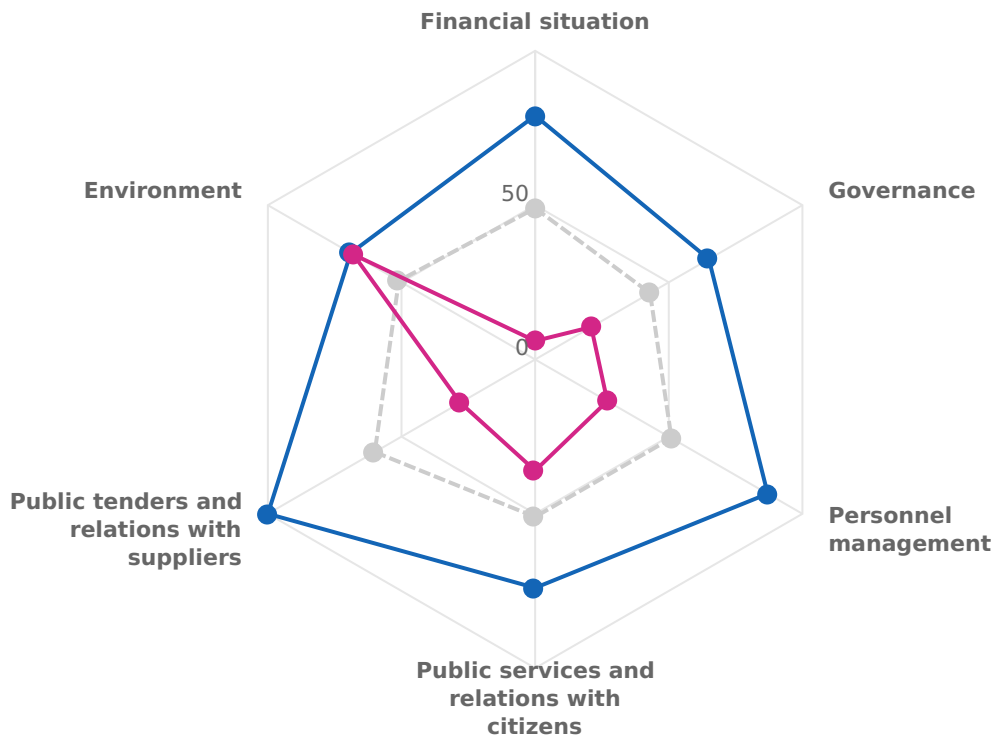 Financial situation
Environment
50
Governance
0
Public tenders and
relations with
suppliers
Personnel
management
Public services and
relations with
citizens